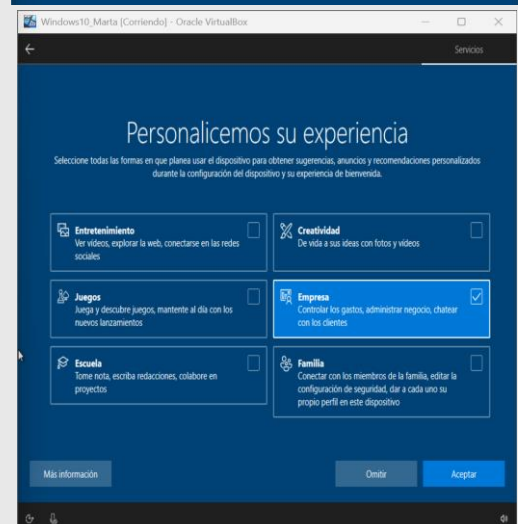 Windows10_Marta [Corriendo] - Oracle VirtualBox
Servicios
Personalicemos su experiencia
Seleccione todas las formas en que planea usar el dispositivo para obtener sugerencias, anuncios y recomendaciones personalizados
durante la configuración del dispositivo y su experiencia de bienvenida.
Entretenimiento
Ver vídeos, explorar la web, conectarse en las redes
sociales
Creatividad
De vida a sus ideas con fotos y vídeos
Juegos
Juega y descubre juegos, mantente al día con los
nuevos lanzamientos
Empresa
Controlar los gastos, administrar negocio, chatear
con los clientes
Escuela
Tome nota, escriba redacciones, colabore en
proyectos
Familia
Conectar con los miembros de la familia, editar la
configuración de seguridad, dar a cada uno su
propio perfil en este dispositivo
Más información
Omitir
Aceptar